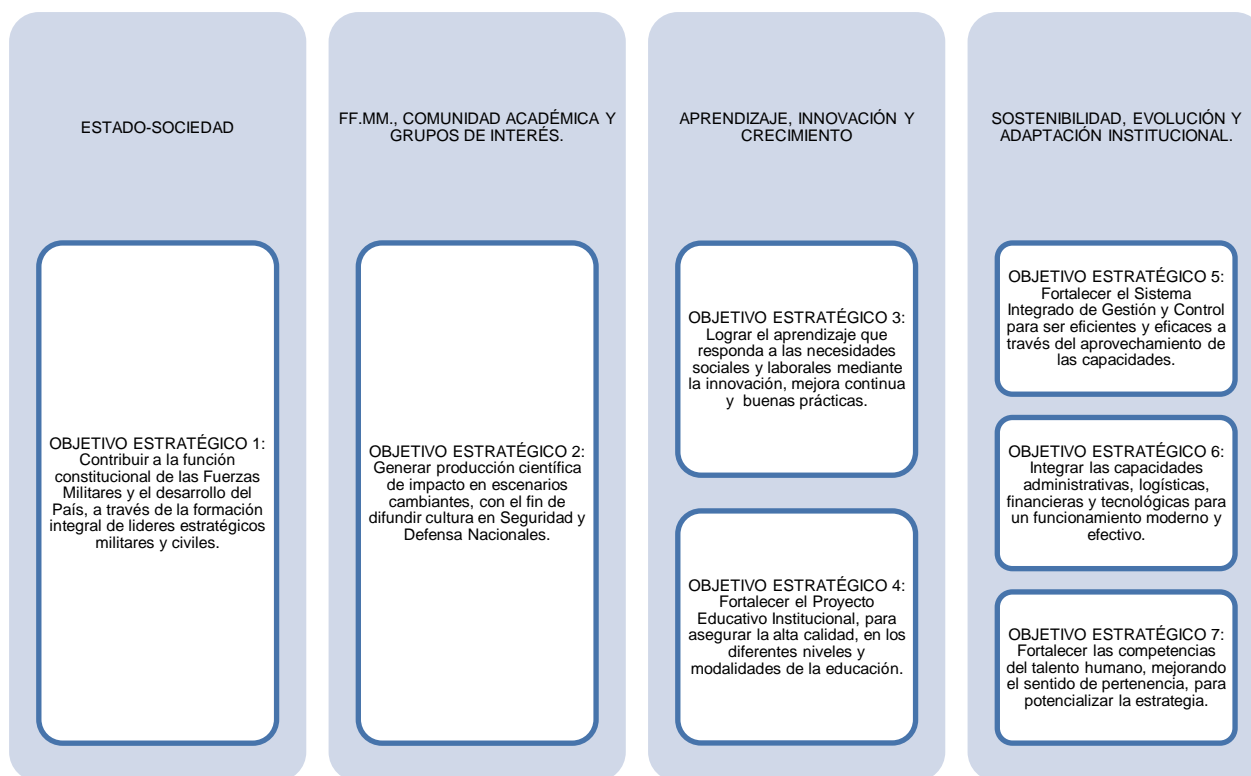 ESTADO-SOCIEDAD
OBJETIVO ESTRATÉGICO 1:
Contribuir a la función
constitucional de las Fuerzas
Militares y el desarrollo del
País, a través de la formación
integral de lideres estratégicos
militares y civiles.
FF.MM., COMUNIDAD ACADÉMICA Y
GRUPOS DE INTERÉS.
OBJETIVO ESTRATÉGICO 2:
Generar producción científica
de impacto en escenarios
cambiantes, con el fin de
difundir cultura en Seguridad y
Defensa Nacionales.
APRENDIZAJE, INNOVACIÓN Y
CRECIMIENTO
OBJETIVO ESTRATÉGICO 3:
Lograr el aprendizaje que
responda a las necesidades
sociales y laborales mediante
la innovación, mejora continua
y buenas prácticas.
OBJETIVO ESTRATÉGICO 4:
Fortalecer el Proyecto
Educativo Institucional, para
asegurar la alta calidad, en los
diferentes niveles y
modalidades de la educación.
SOSTENIBILIDAD, EVOLUCIÓN Y
ADAPTACIÓN INSTITUCIONAL.
OBJETIVO ESTRATÉGICO 5:
Fortalecer el Sistema
Integrado de Gestión y Control
para ser eficientes y eficaces a
través del aprovechamiento de
las capacidades.
OBJETIVO ESTRATÉGICO 6:
Integrar las capacidades
administrativas, logísticas,
financieras y tecnológicas para
un funcionamiento moderno y
efectivo.
OBJETIVO ESTRATÉGICO 7:
Fortalecer las competencias
del talento humano, mejorando
el sentido de pertenencia, para
potencializar la estrategia.